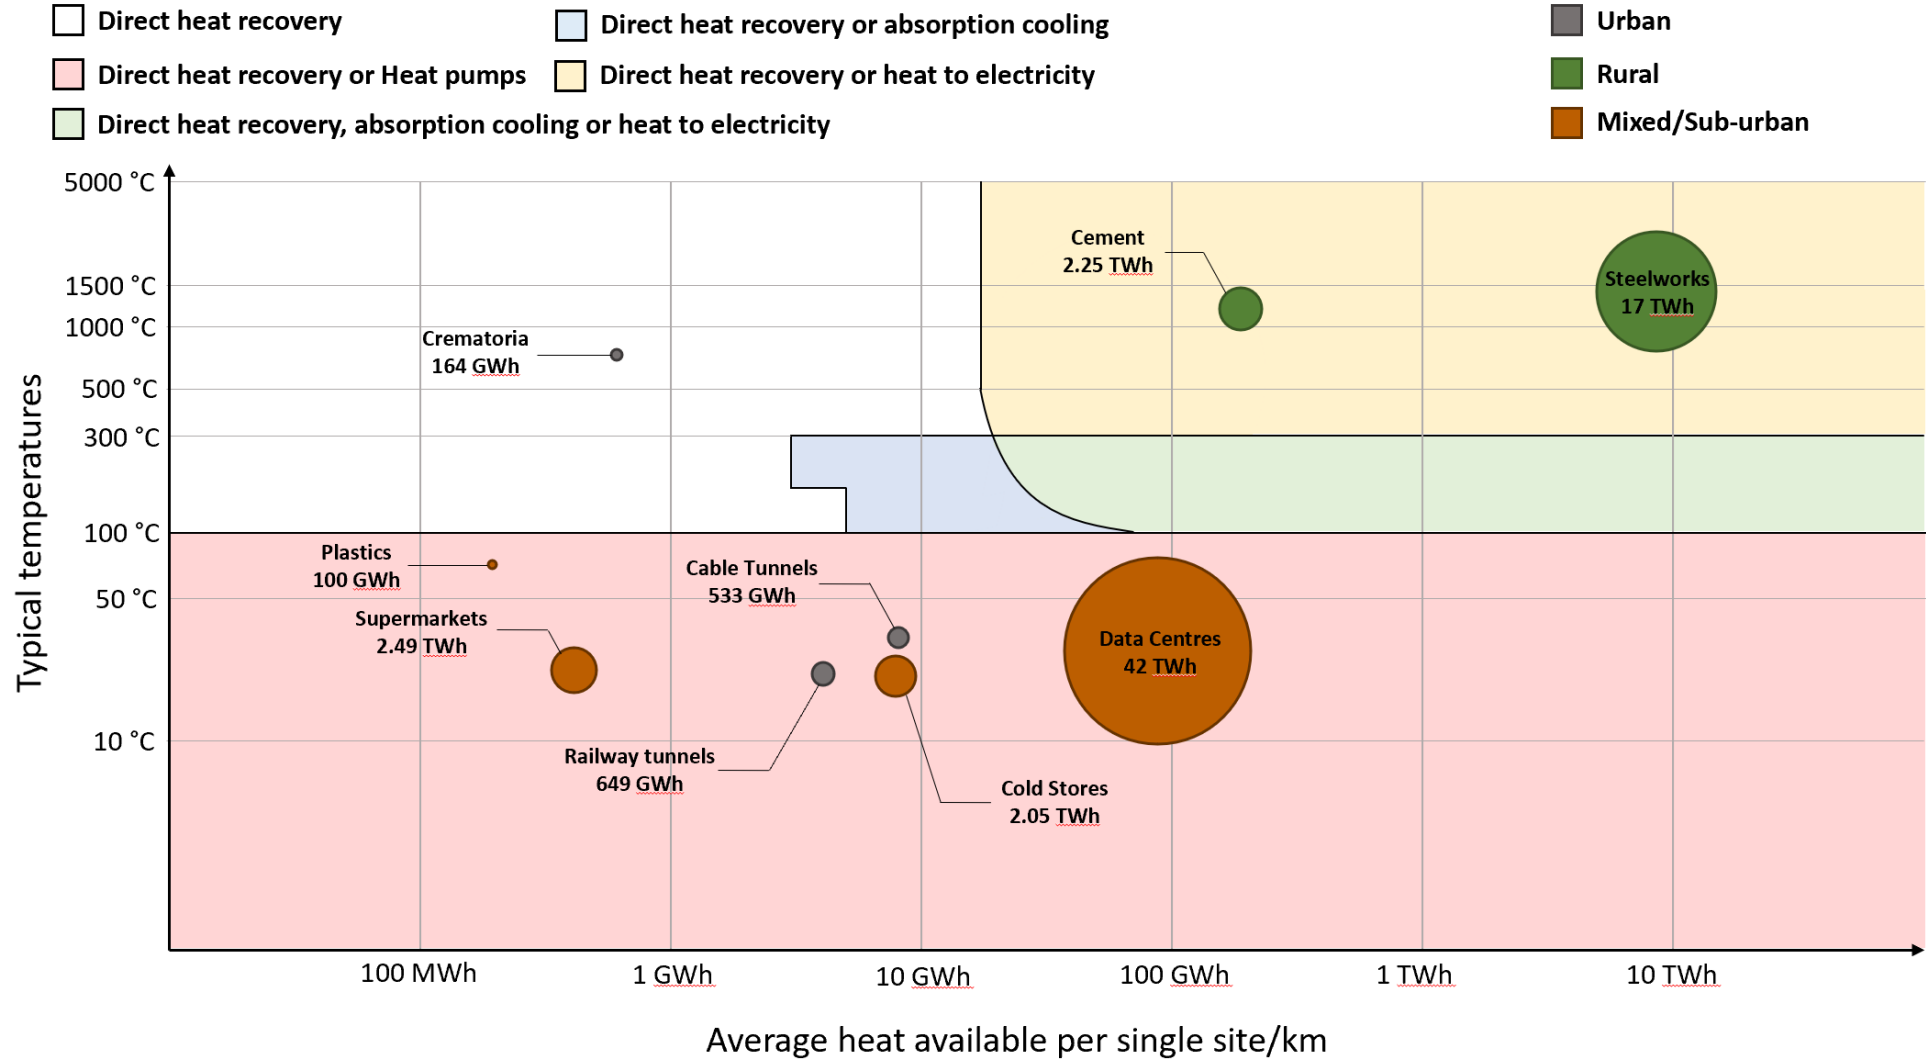 Direct heat recovery
Direct heat recovery or absorption cooling
Urban
Direct heat recovery or Heat pumps
Direct heat recovery or heat to electricity
Rural
Direct heat recovery, absorption cooling or heat to electricity
Mixed/Sub-urban
Typical temperatures
5000 °C
1500 °C
1000 °C
500 °C
300 °C
100 °C
50 °C
10 °C
Cement
2.25 TWh
Steelworks
17 TWh
Crematoria
164 GWh
Plastics
100 GWh
Supermarkets
2.49 TWh
Cable Tunnels
533 GWh
Data Centres
42 TWh
Railway tunnels
649 GWh
Cold Stores
2.05 TWh
100 MWh
1 GWh
10 GWh
100 GWh
1 TWh
10 TWh
Average heat available per single site/km